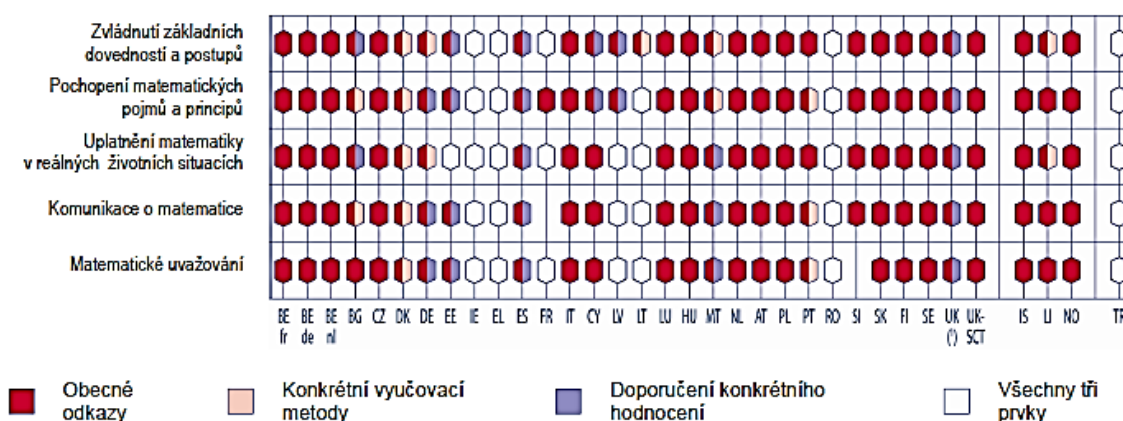 Zvládnutí základních
dovedností a postupů
Pochopení matematických
pojmů a principů
Uplatnění matematiky
v reálných životních situacích
Komunikace o matematice
Matematické uvažování
BE BE BE BG CZ DK DE EE IE EL ES FR IT CY LV LT LU HU MT NL AT PL PT RO SI SK FI SE UK UK- IS LI NO TR
fr de nl (¹) SCT
Obecné
odkazy
Konkrétní vyučovací
metody
Doporučení konkrétního
hodnocení
Všechny tři
prvky